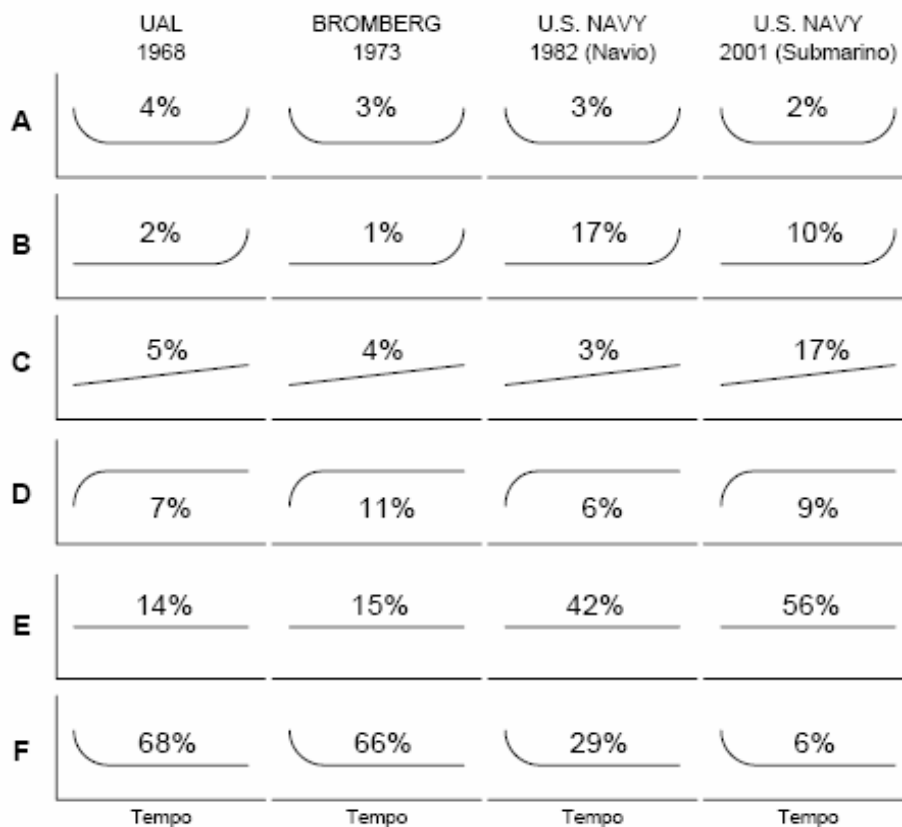 UAL BROMBERG U.S. NAVY U.S. NAVY
1968 1973 1982 (Navio) 2001 (Submarino)
A 4% 3% 3% 2%
B 2% 1% 17% 10%
C 5% 4% 3% 17%
D 7% 11% 6% 9%
E 14% 15% 42% 56%
F 68% 66% 29% 6%
Tempo Tempo Tempo Tempo